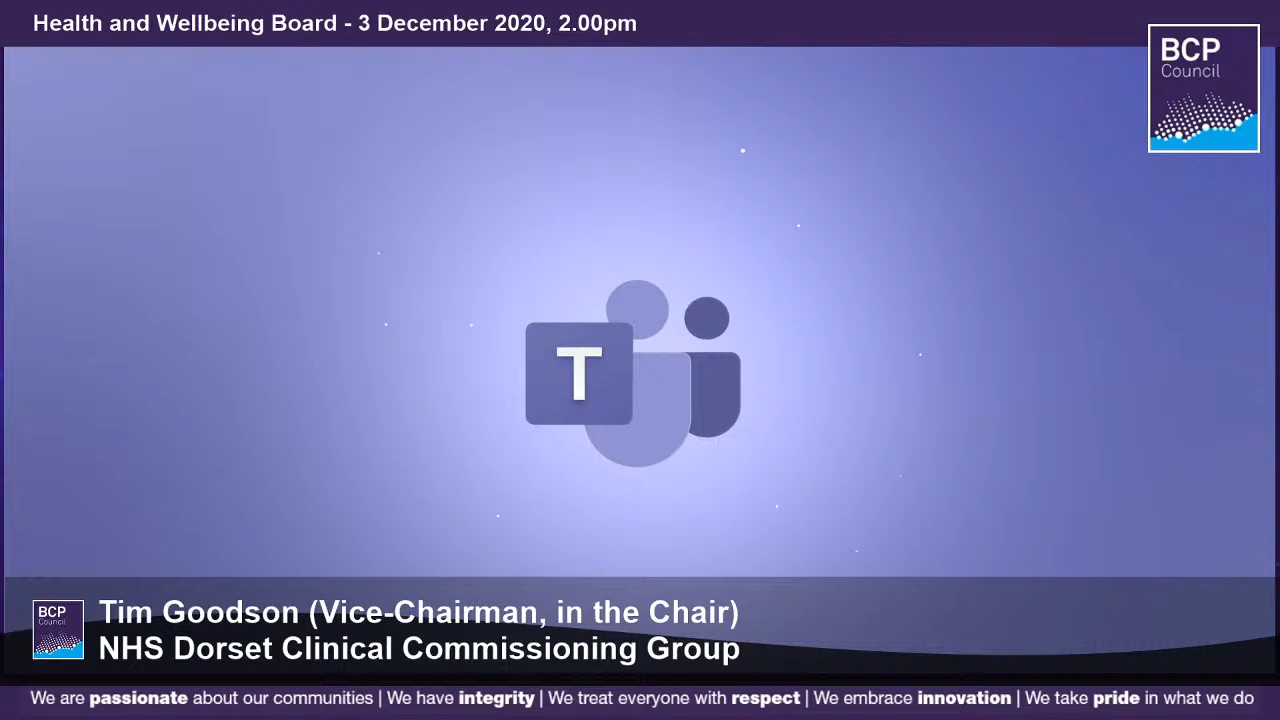 Health and Wellbeing Board - 3 December 2020, 2.00pm
BCP
Council
T
BCP
Council
Tim Goodson (Vice-Chairman, in the Chair)
NHS Dorset Clinical Commissioning Group
We are passionate about our communities | We have integrity | We treat everyone with respect | We embrace innovation | We take pride in what we do